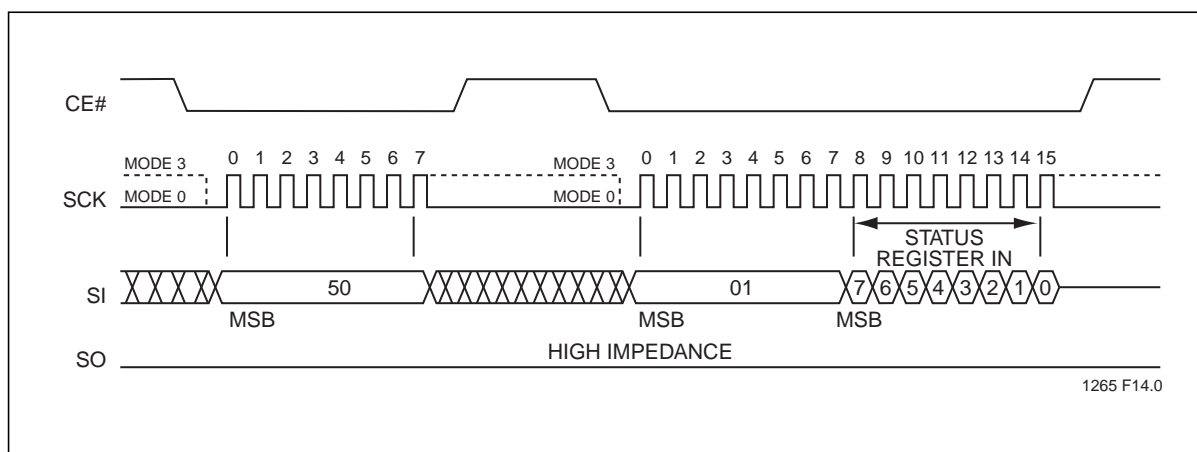 CE#
MODE 3 0 1 2 3 4 5 6 7 MODE 3 0 1 2 3 4 5 6 7 8 9 10 11 12 13 14 15
SCK MODE 0 MODE 0
STATUS
REGISTER IN
SI 50 01 7 6 5 4 3 2 1 0
MSB MSB MSB
HIGH IMPEDANCE
SO
1265 F14.0